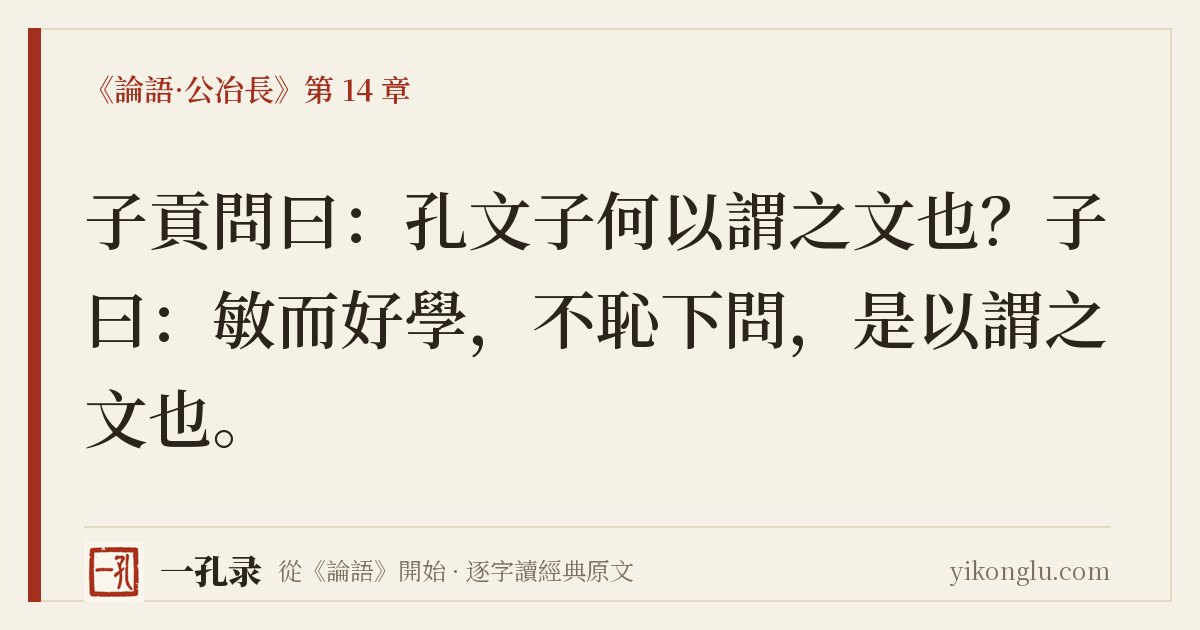 《論語·公冶長》第 14 章
子貢問曰：孔文子何以謂之文也？子
曰：敏而好學，不恥下問，是以謂之
文也。
一孔
一孔录 從《論語》開始 · 逐字讀經典原文 yikonglu.com